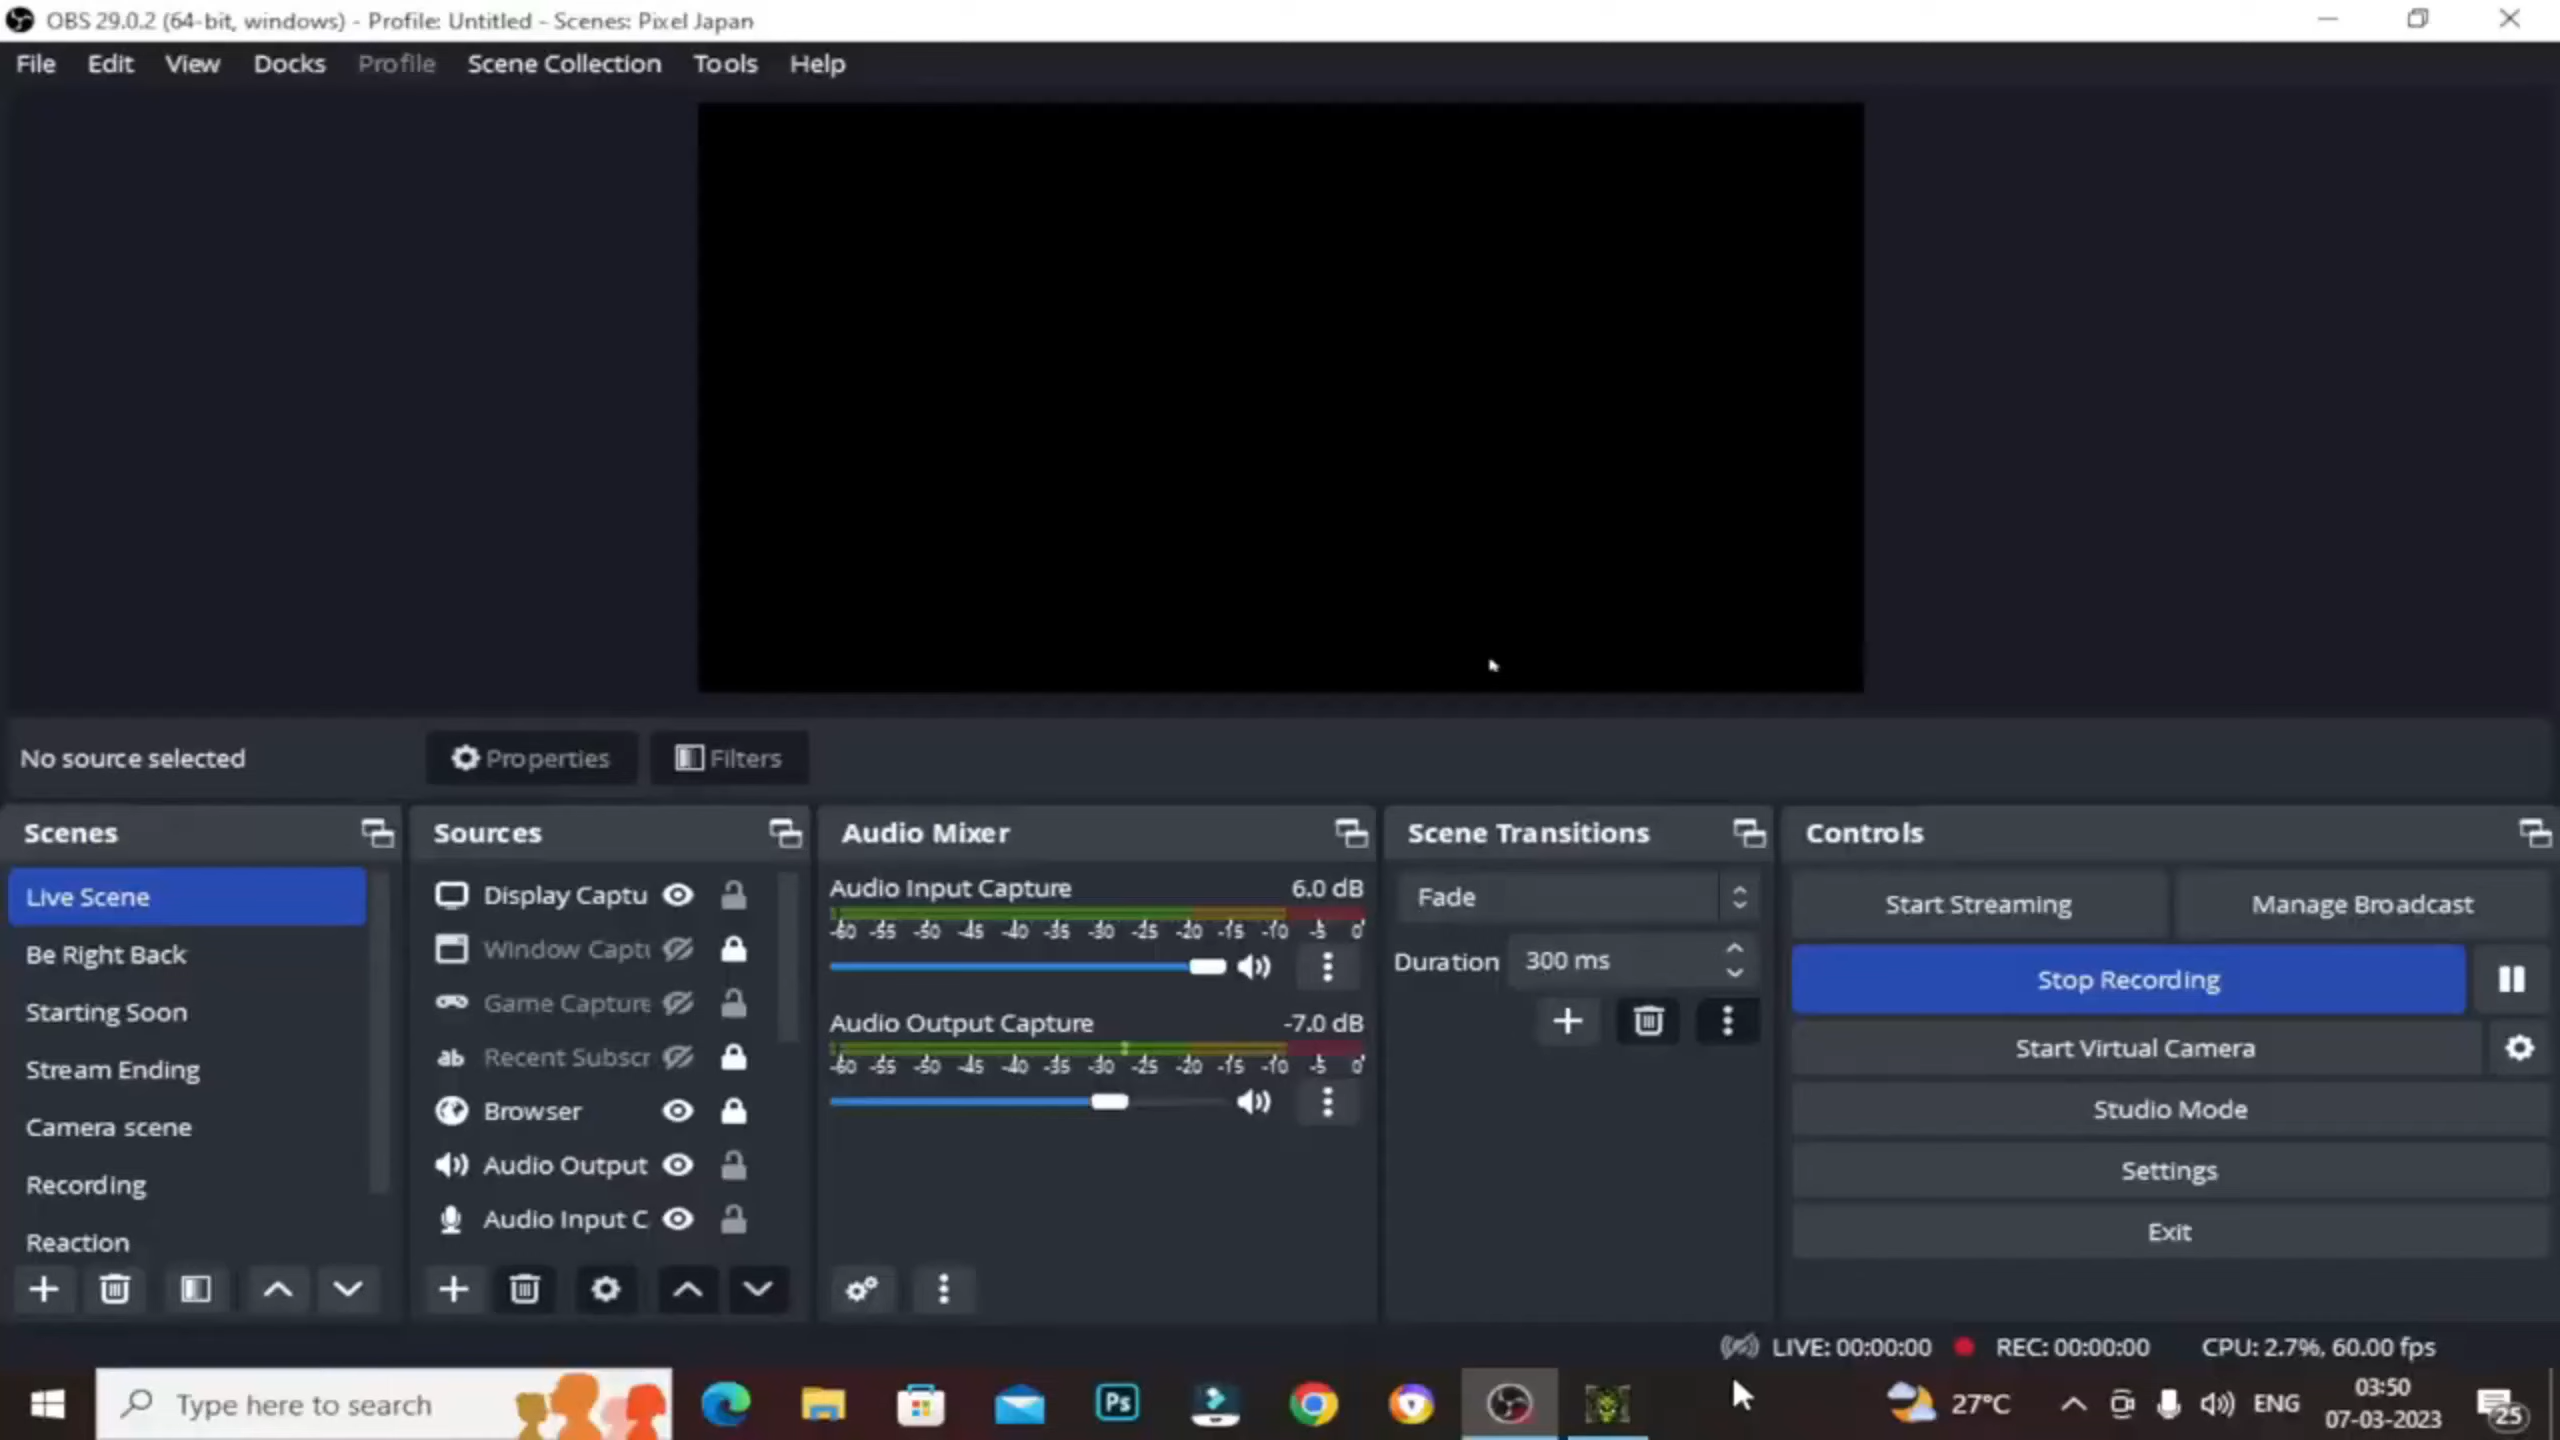 OBS 29.0.2 (64-bit, windows) - Profile: Untitled - Scenes: Pixel Japan
File Edit View Docks Profile Scene Collection Tools Help
No source selected Properties Filters
Scenes
Live Scene
Be Right Back
Starting Soon
Stream Ending
Camera scene
Recording
Reaction
Sources
Display Captu
Window Captu
Game Capture
ab Recent Subscr
Browser
Audio Output
Audio Input C
Audio Mixer
Audio Input Capture 6.0 dB
-60 -55 -50 -45 -40 -35 -30 -25 -20 -15 -10 -5 0
Audio Output Capture -7.0 dB
-60 -55 -50 -45 -40 -35 -30 -25 -20 -15 -10 -5 0
Scene Transitions
Fade
Duration 300 ms
Controls
Start Streaming Manage Broadcast
Stop Recording
Start Virtual Camera
Studio Mode
Settings
Exit
LIVE: 00:00:00 REC: 00:00:00 CPU: 2.7%, 60.00 fps
Type here to search
Ps
27°C
ENG
03:50
07-03-2023
25